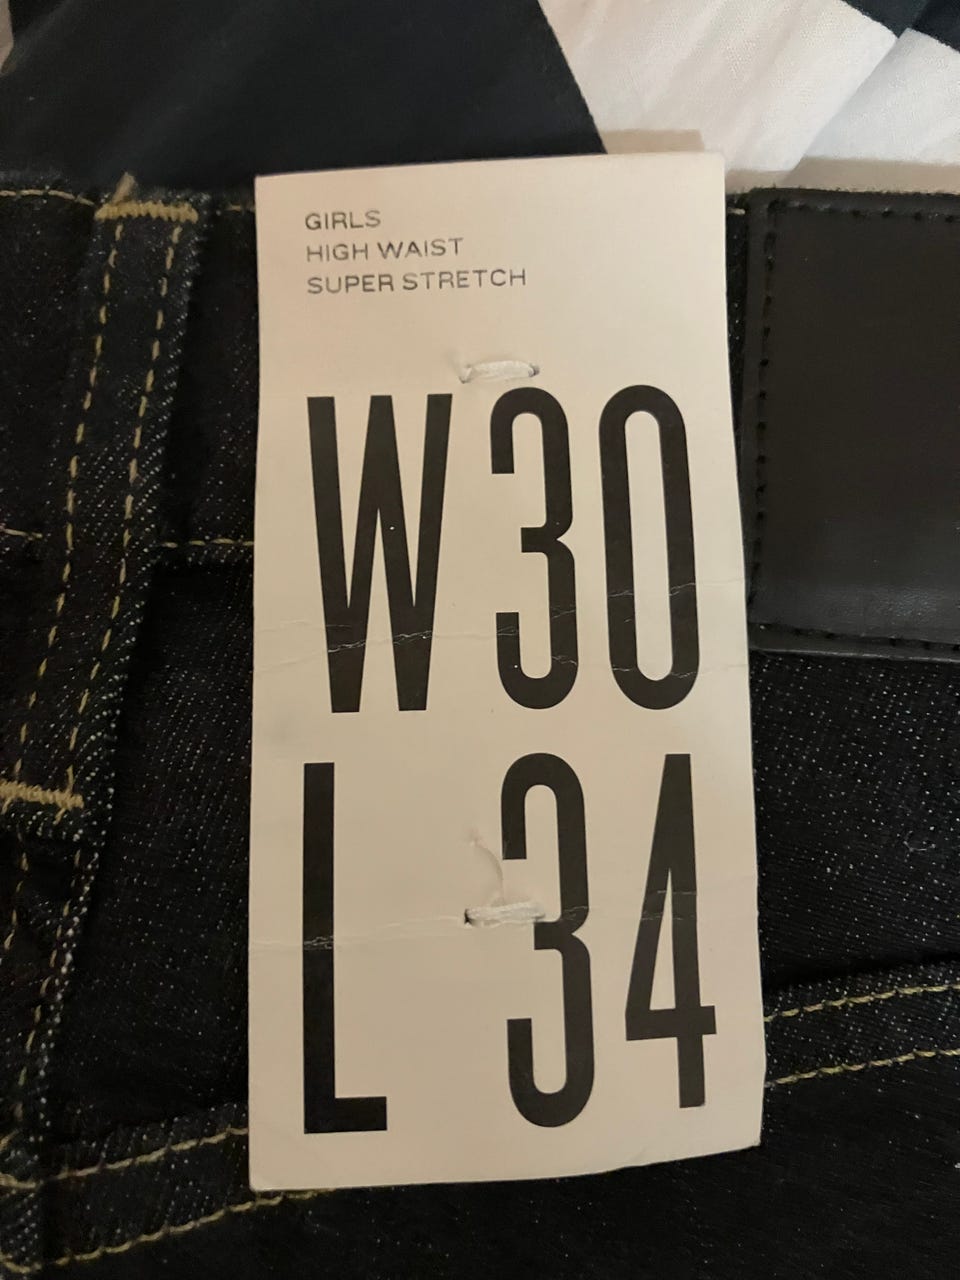 GIRLS
HIGH WAIST
SUPER STRETCH
W30
L 34